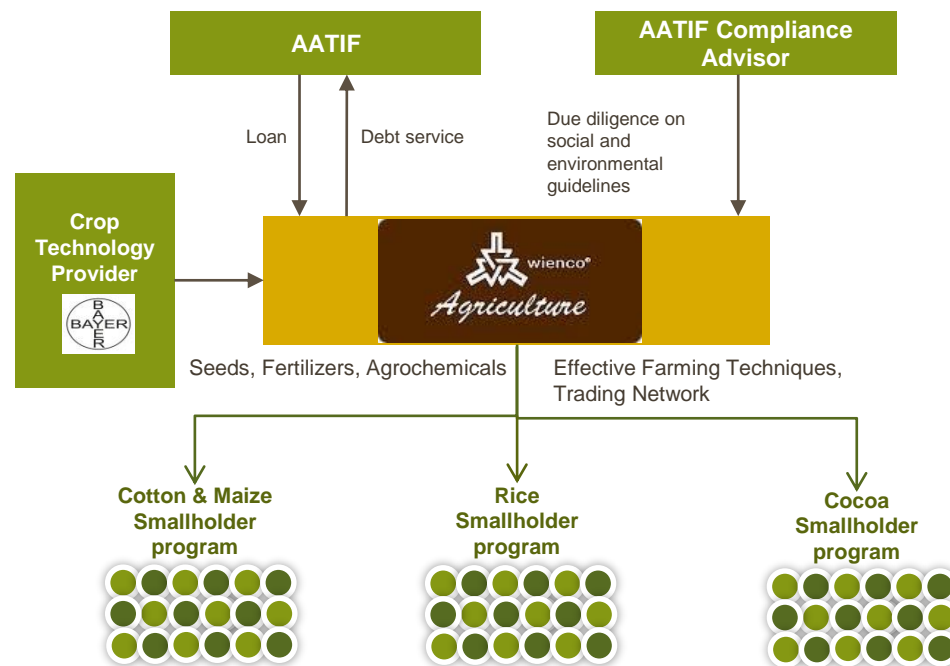 AATIF
AATIF Compliance
Advisor
Loan
Debt service
Due diligence on
social and
environmental
guidelines
Crop
Technology
Provider
BAYER
BAYER
wienco®
Agriculture
Seeds, Fertilizers, Agrochemicals
Effective Farming Techniques,
Trading Network
Cotton & Maize
Smallholder
program
Rice
Smallholder
program
Cocoa
Smallholder
program